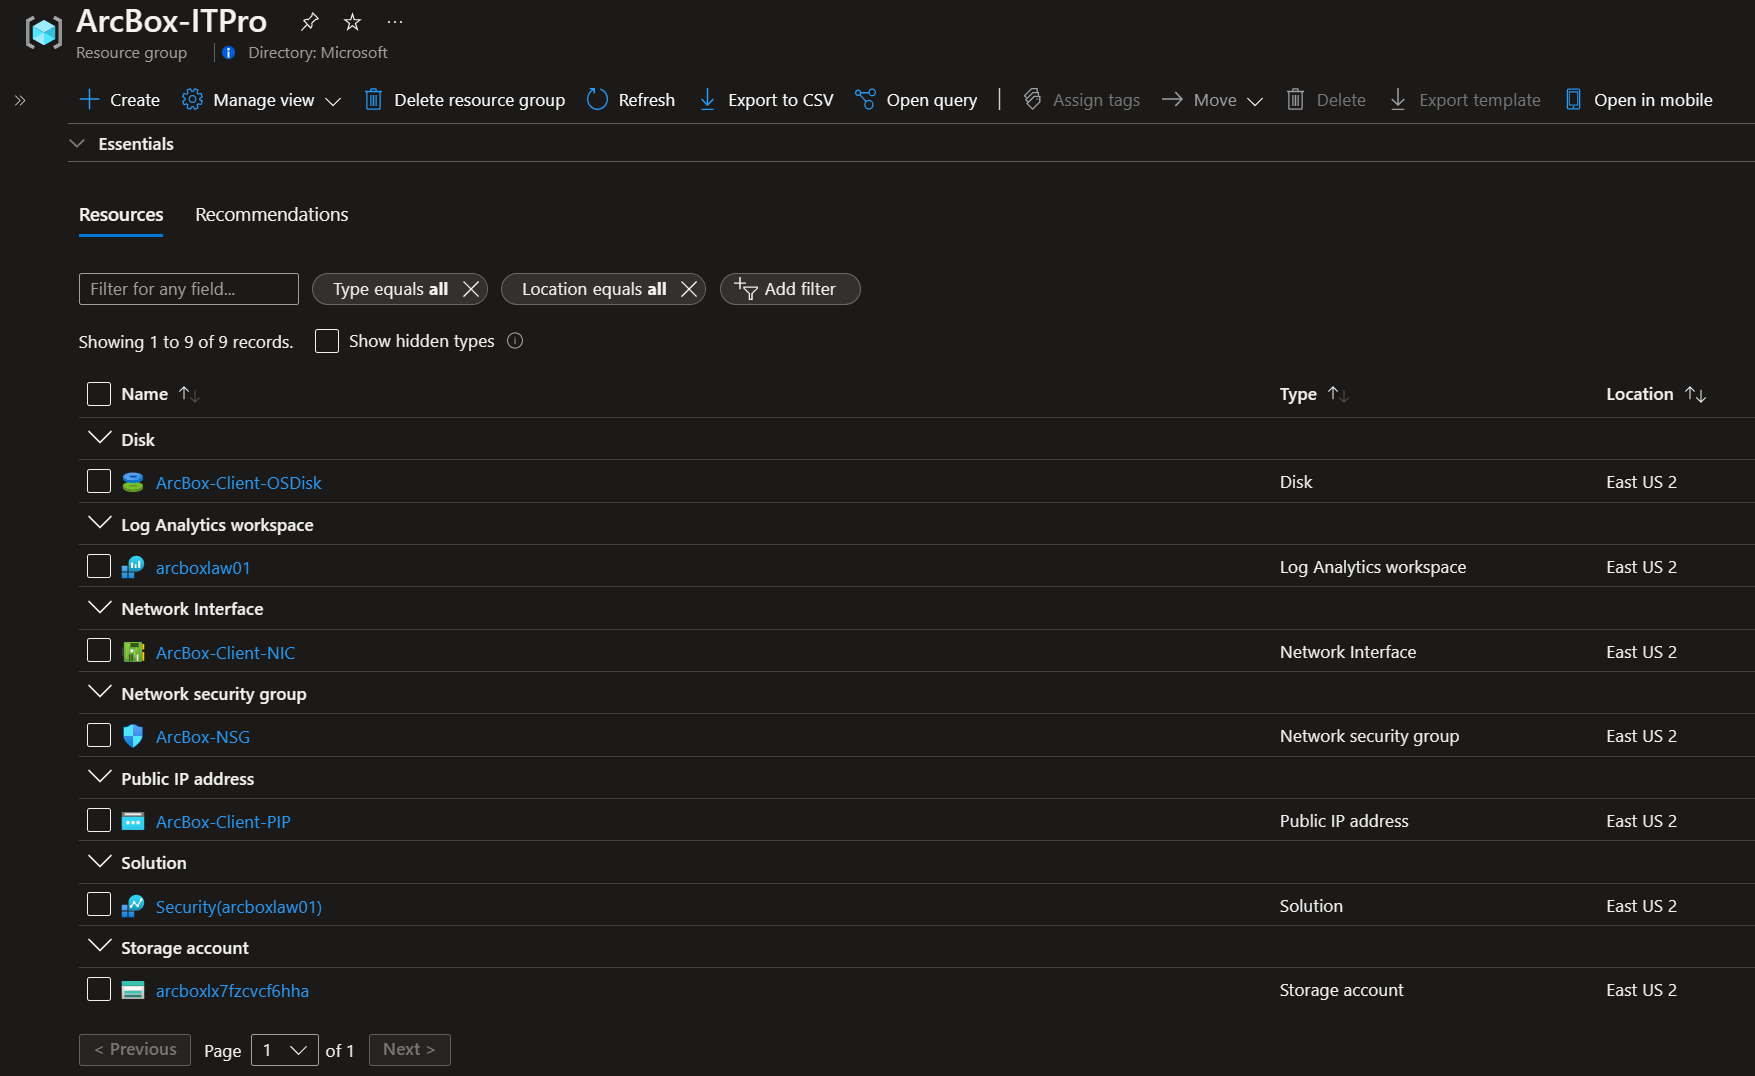 ArcBox-ITPro
Resource group
Directory: Microsoft
Create Manage view Delete resource group Refresh Export to CSV Open query Assign tags Move Delete Export template Open in mobile
Essentials
Resources Recommendations
Filter for any field... Type equals all Location equals all Add filter
Showing 1 to 9 of 9 records. Show hidden types
Name Type Location
Disk
ArcBox-Client-OSDisk Disk East US 2
Log Analytics workspace
arcboxlaw01 Log Analytics workspace East US 2
Network Interface
ArcBox-Client-NIC Network Interface East US 2
Network security group
ArcBox-NSG Network security group East US 2
Public IP address
ArcBox-Client-PIP Public IP address East US 2
Solution
Security(arcboxlaw01) Solution East US 2
Storage account
arcboxlx7fzcvcf6hha Storage account East US 2
< Previous Page 1 of 1 Next >